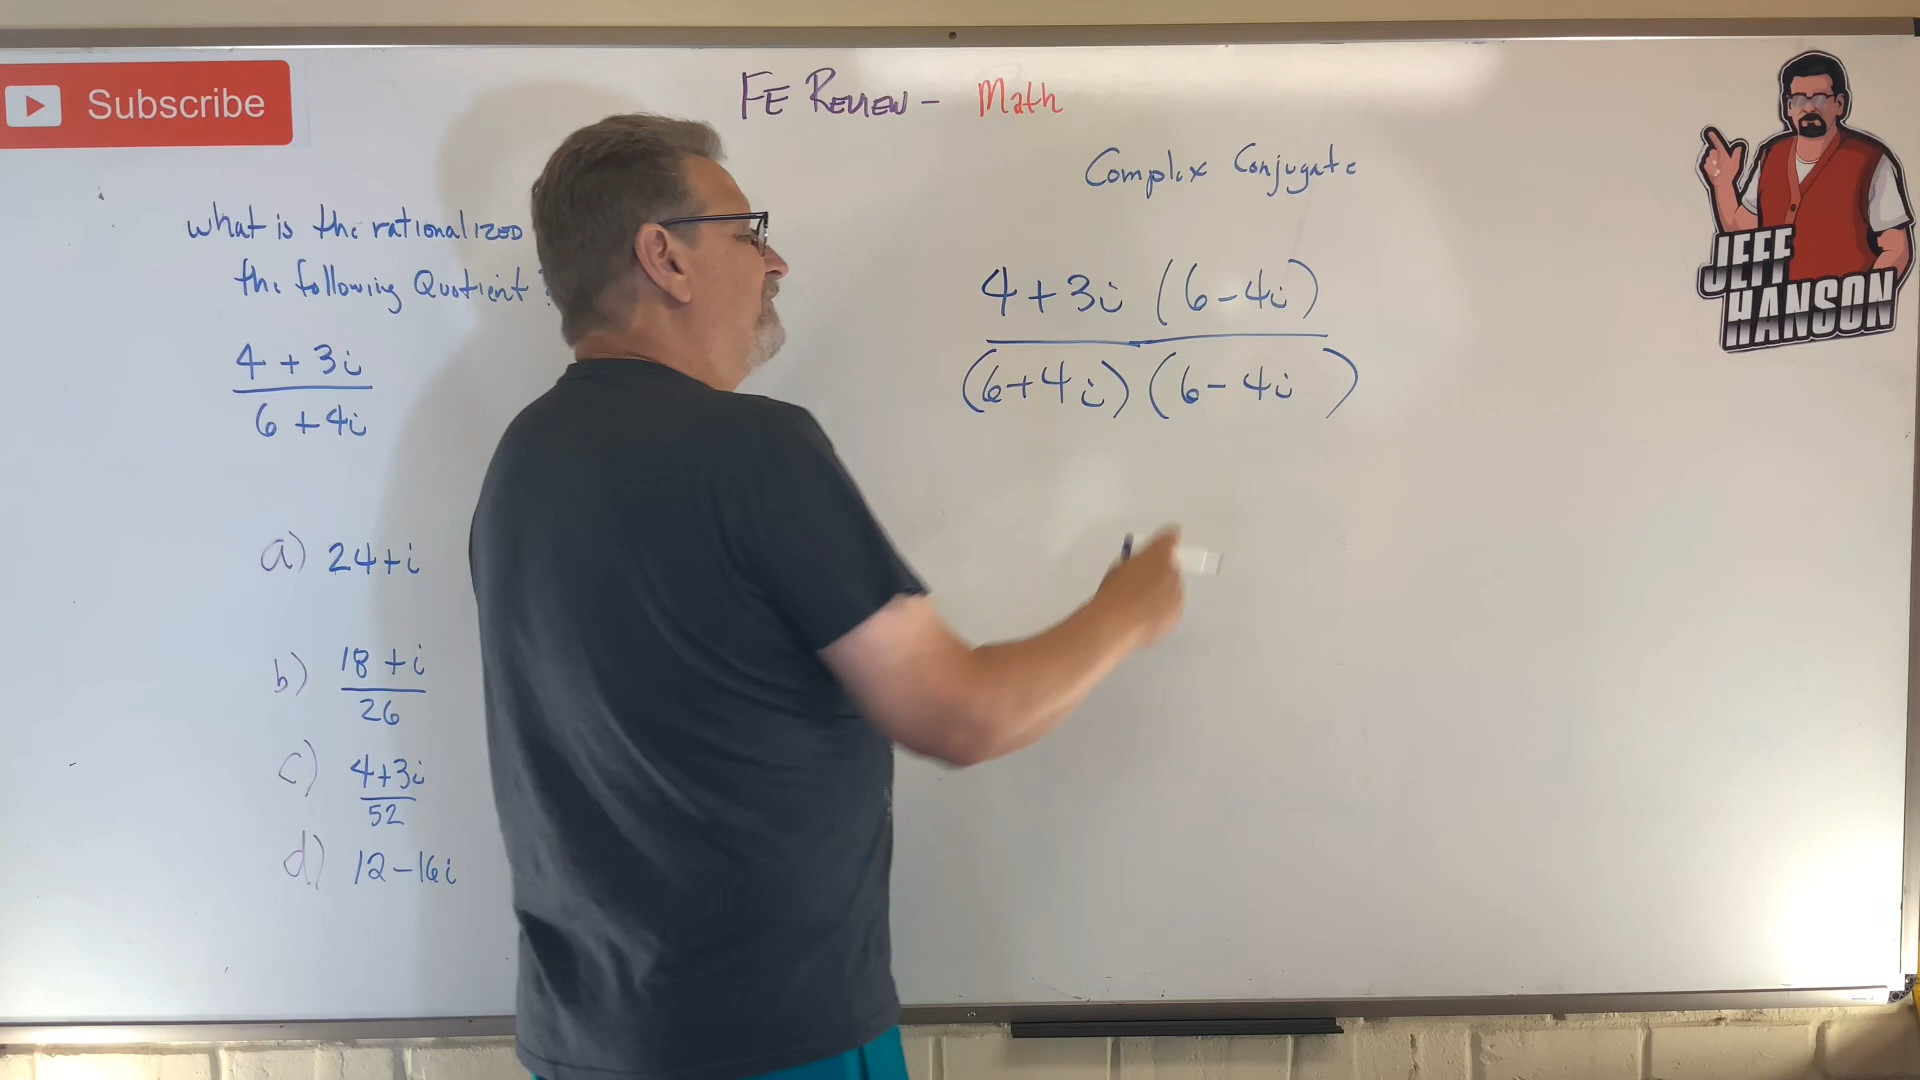 Subscribe
FE REVIEW - Math
Complex Conjugate
what is the rationalIZED
the following Quotient ?
4 + 3i
6 + 4i
a) 24+i
b) 18 + i
26
c) 4+3i
52
d) 12-16i
4+3i (6-4i)
(6+4i) (6-4i )
JEFF
HANSON